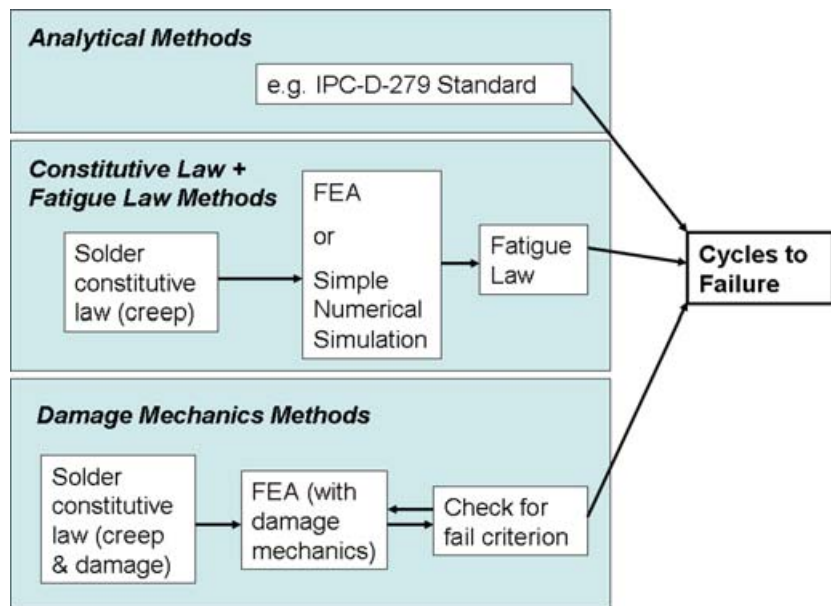 Analytical Methods
e.g. IPC-D-279 Standard
Constitutive Law +
Fatigue Law Methods
Solder
constitutive
law (creep)
FEA
or
Simple
Numerical
Simulation
Fatigue
Law
Cycles to
Failure
Damage Mechanics Methods
Solder
constitutive
law (creep
& damage)
FEA (with
damage
mechanics)
Check for
fail criterion